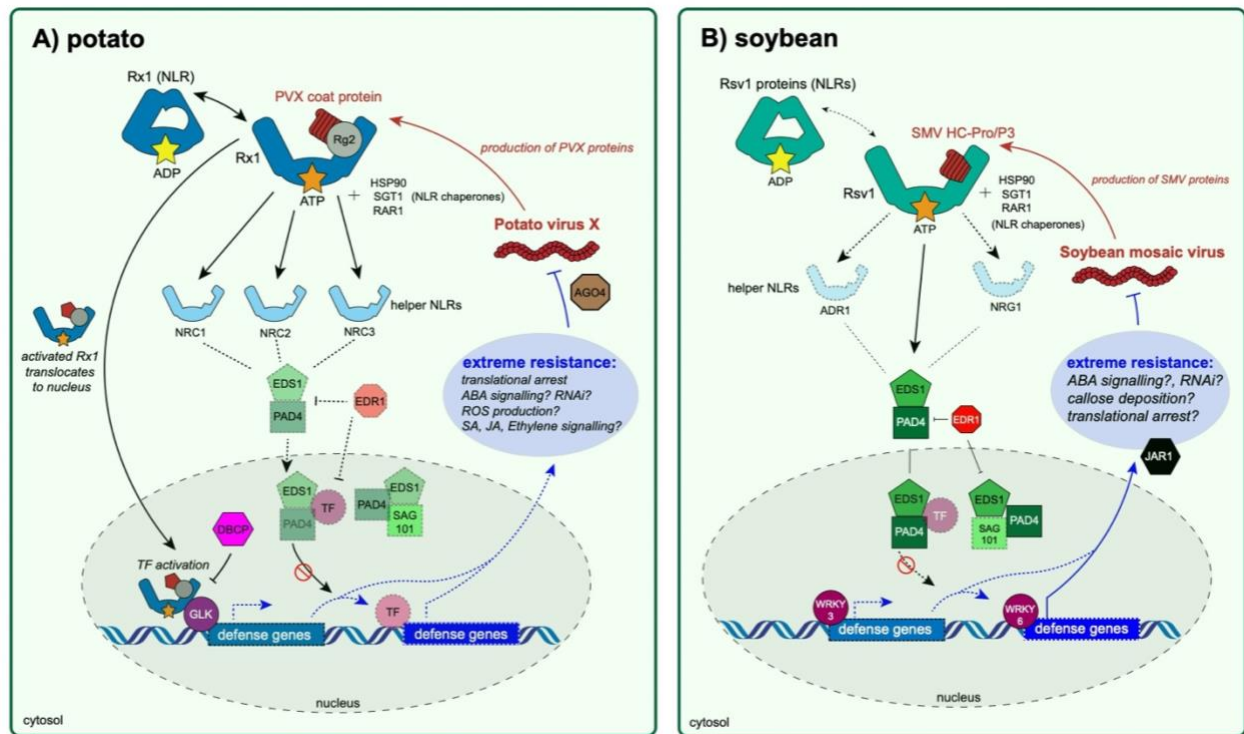 A) potato
Rx1 (NLR)
ADP
PVX coat protein
Rg2
Rx1
ATP
+
HSP90
SGT1 (NLR chaperones)
RAR1
production of PVX proteins
Potato virus X
AGO4
NRC1
NRC2
NRC3
helper NLRs
activated Rx1
translocates
to nucleus
EDS1
PAD4
EDR1
extreme resistance:
translational arrest
ABA signalling? RNAi?
ROS production?
SA, JA, Ethylene signalling?
EDS1
PAD4
TF
EDS1
PAD4
SAG
101
DBCP
TF activation
GLK
defense genes
TF
defense genes
nucleus
cytosol
B) soybean
Rsv1 proteins (NLRs)
ADP
SMV HC-Pro/P3
Rsv1
ATP
+
HSP90
SGT1
RAR1
(NLR chaperones)
production of SMV proteins
Soybean mosaic virus
helper NLRs
ADR1
NRG1
EDS1
PAD4
EDR1
extreme resistance:
ABA signalling?, RNAi?
callose deposition?
translational arrest?
JAR1
EDS1
PAD4
TF
EDS1
SAG
101
PAD4
WRKY
3
defense genes
WRKY
6
defense genes
nucleus
cytosol